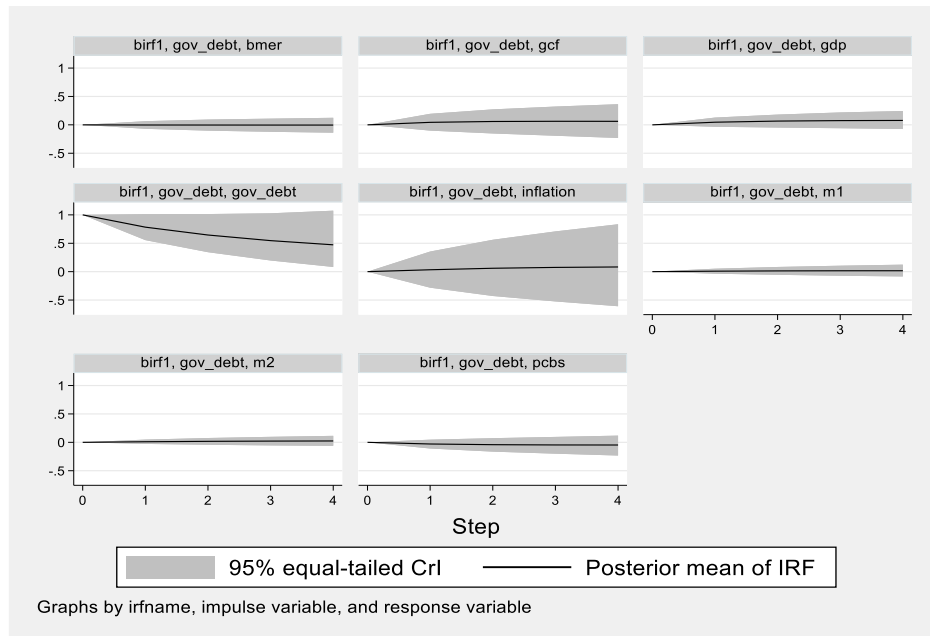 birf1, gov_debt, bmer
birf1, gov_debt, gcf
birf1, gov_debt, gdp
1
.5
0
-.5
birf1, gov_debt, gov_debt
birf1, gov_debt, inflation
birf1, gov_debt, m1
1
.5
0
-.5
0 1 2 3 4
birf1, gov_debt, m2
birf1, gov_debt, pcbs
1
.5
0
-.5
0 1 2 3 4
0 1 2 3 4
Step
95% equal-tailed CrI
Posterior mean of IRF
Graphs by irfname, impulse variable, and response variable